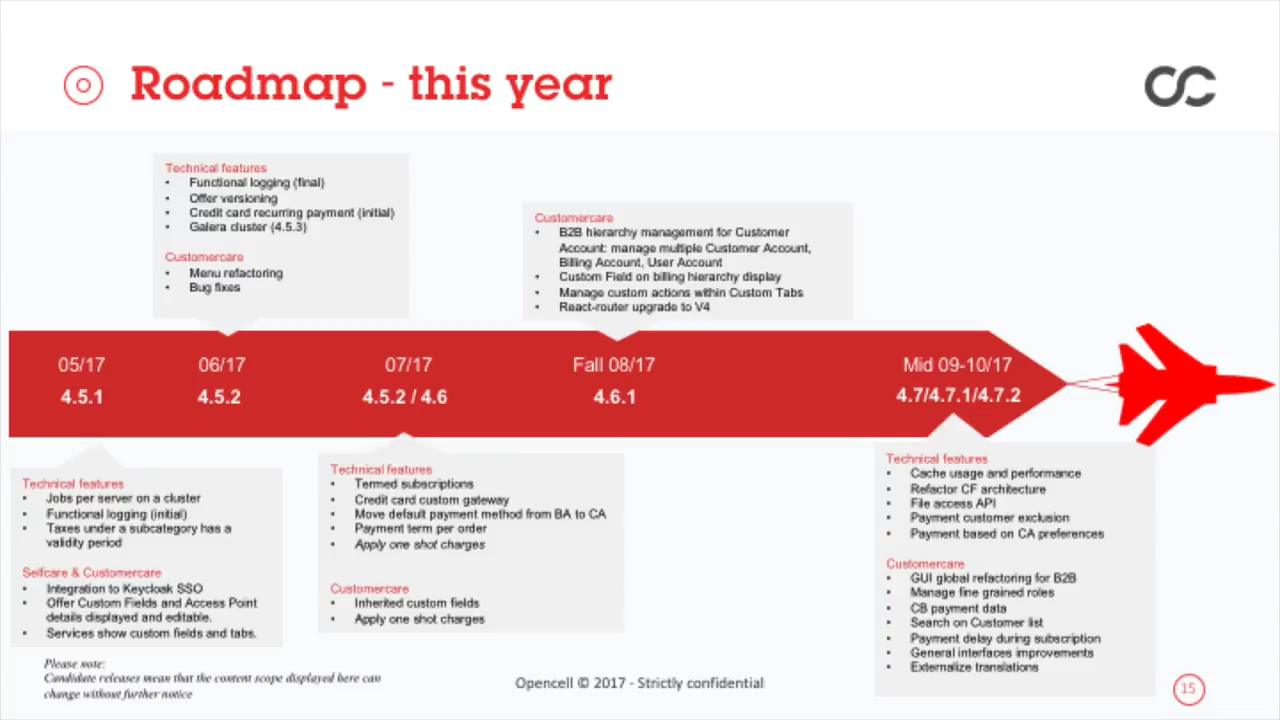 Roadmap - this year
Technical features
• Functional logging (final)
• Offer versioning
• Credit card recurring payment (initial)
• Galera cluster (4.5.3)
Customercare
• Menu refactoring
• Bug fixes
Customercare
• B2B hierarchy management for Customer
Account: manage multiple Customer Account,
Billing Account, User Account
• Custom Field on billing hierarchy display
• Manage custom actions within Custom Tabs
• React-router upgrade to V4
05/17
4.5.1
06/17
4.5.2
07/17
4.5.2 / 4.6
Fall 08/17
4.6.1
Mid 09-10/17
4.7/4.7.1/4.7.2
Technical features
• Jobs per server on a cluster
• Functional logging (initial)
• Taxes under a subcategory has a
validity period
Selfcare & Customercare
• Integration to Keycloak SSO
• Offer Custom Fields and Access Point
details displayed and editable.
• Services show custom fields and tabs.
Technical features
• Termed subscriptions
• Credit card custom gateway
• Move default payment method from BA to CA
• Payment term per order
• Apply one shot charges
Customercare
• Inherited custom fields
• Apply one shot charges
Technical features
• Cache usage and performance
• Refactor CF architecture
• File access API
• Payment customer exclusion
• Payment based on CA preferences
Customercare
• GUI global refactoring for B2B
• Manage fine grained roles
• CB payment data
• Search on Customer list
• Payment delay during subscription
• General interfaces improvements
• Externalize translations
Please note:
Candidate releases mean that the content scope displayed here can
change without further notice
Opencell © 2017 - Strictly confidential
15